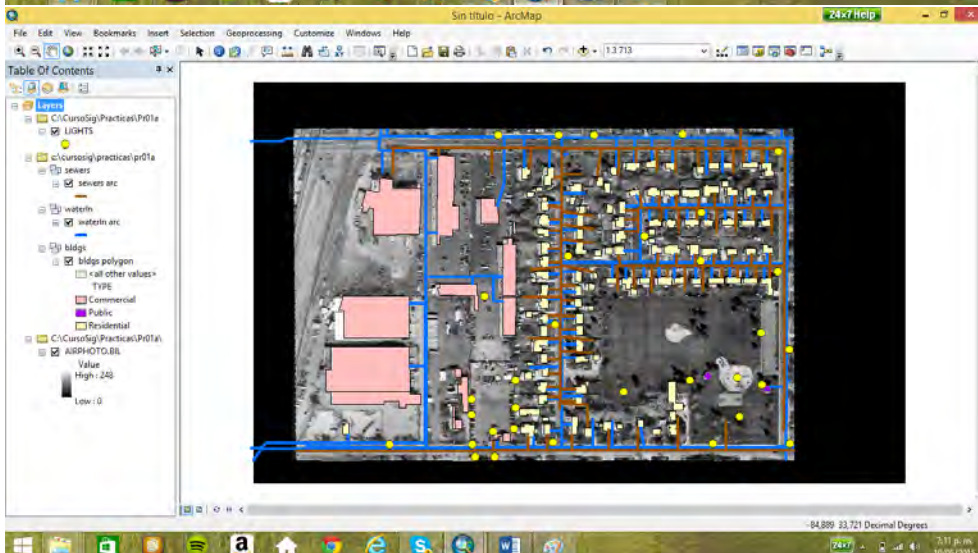 Sin título - ArcMap
24x7 Help
File Edit View Bookmarks Insert Selection Geoprocessing Customize Windows Help
1:3.713
Table Of Contents
Layers
C:\CursoSig\Practicas\Pr01a
LIGHTS
c:\cursosig\practicas\pr01a
sewers
sewers arc
waterln
waterln arc
bldgs
bldgs polygon
<all other values>
TYPE
Commercial
Public
Residential
C:\CursoSig\Practicas\Pr01a\
AIRPHOTO.BIL
Value
High : 248
Low : 0
-84,889 33,721 Decimal Degrees
24x7
7:11 p. m.